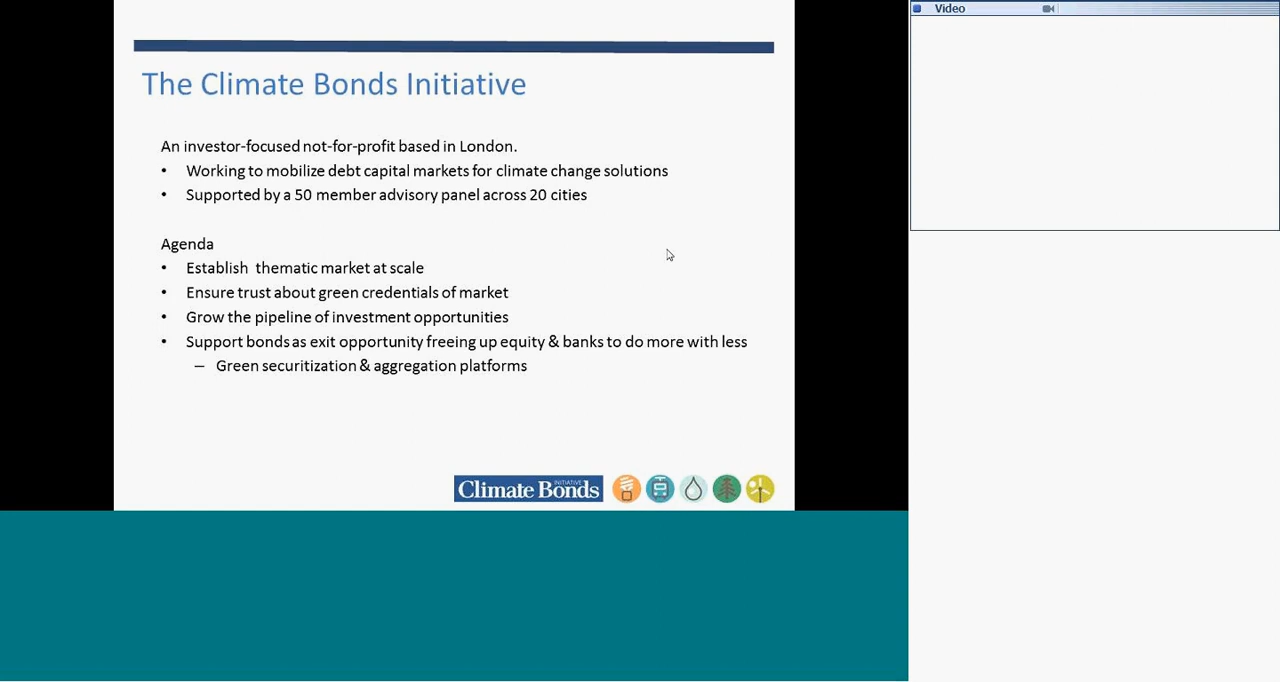 Video
The Climate Bonds Initiative
An investor-focused not-for-profit based in London.
• Working to mobilize debt capital markets for climate change solutions
• Supported by a 50 member advisory panel across 20 cities
Agenda
• Establish thematic market at scale
• Ensure trust about green credentials of market
• Grow the pipeline of investment opportunities
• Support bonds as exit opportunity freeing up equity & banks to do more with less
– Green securitization & aggregation platforms
Climate Bonds INITIATIVE